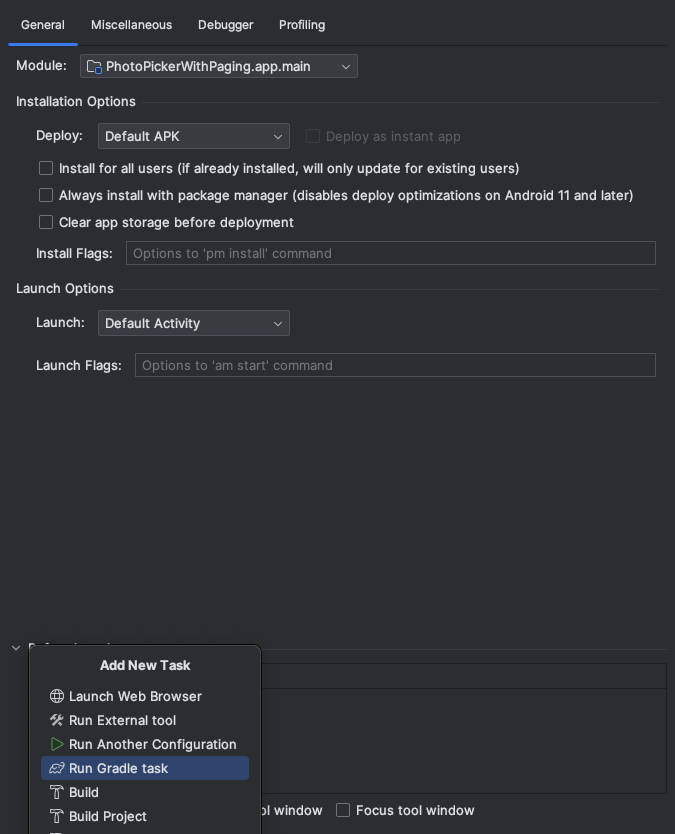 General Miscellaneous Debugger Profiling
Module: PhotoPickerWithPaging.app.main
Installation Options
Deploy: Default APK Deploy as instant app
Install for all users (if already installed, will only update for existing users)
Always install with package manager (disables deploy optimizations on Android 11 and later)
Clear app storage before deployment
Install Flags: Options to 'pm install' command
Launch Options
Launch: Default Activity
Launch Flags: Options to 'am start' command
Add New Task
Launch Web Browser
Run External tool
Run Another Configuration
Run Gradle task
Build
Build Project
ol window Focus tool window